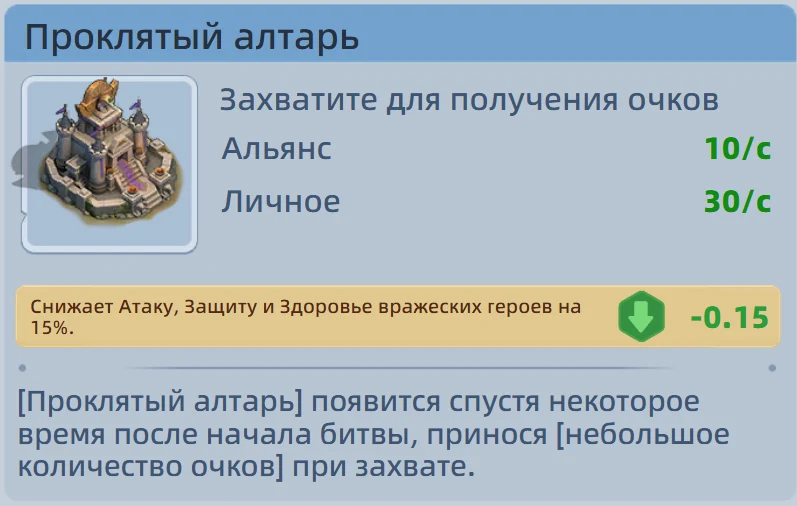 Проклятый алтарь
Захватите для получения очков
Альянс 10/с
Личное 30/с
Снижает Атаку, Защиту и Здоровье вражеских героев на
15%.
-0.15
[Проклятый алтарь] появится спустя некоторое
время после начала битвы, принося [небольшое
количество очков] при захвате.